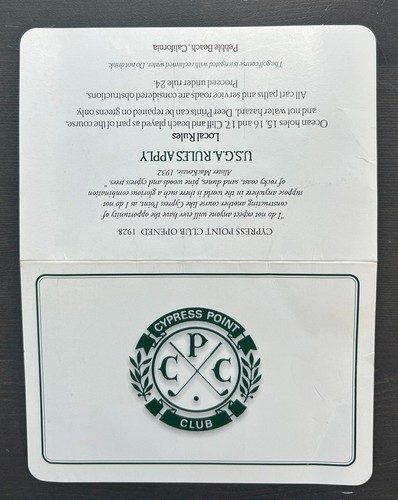 CYPRESS POINT CLUB OPENED 1928
"I do not expect anyone will ever have the opportunity of
constructing another course like Cypress Point, as I do not
suppose anywhere in the world is there such a glorious combination
of rocky coast, sand dunes, pine woods and cypress trees."
Alister MacKenzie, 1932
U.S.G.A. RULES APPLY
Local Rules
Ocean holes 15, 16 and 17. Cliff and beach played as part of the course,
and not water hazard. Deer Prints can be repaired on greens only.
All cart paths and service roads are considered obstructions.
Proceed under rule 24.
The golf course is irrigated with reclaimed water. Do not drink.
Pebble Beach, California
CYPRESS POINT
C P C
CLUB